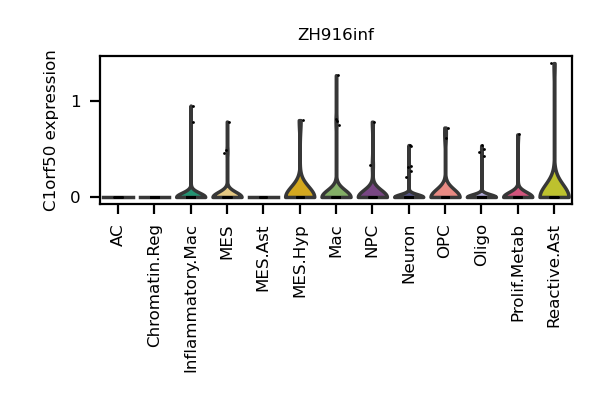 ZH916inf
C1orf50 expression
1
0
AC
Chromatin.Reg
Inflammatory.Mac
MES
MES.Ast
MES.Hyp
Mac
NPC
Neuron
OPC
Oligo
Prolif.Metab
Reactive.Ast